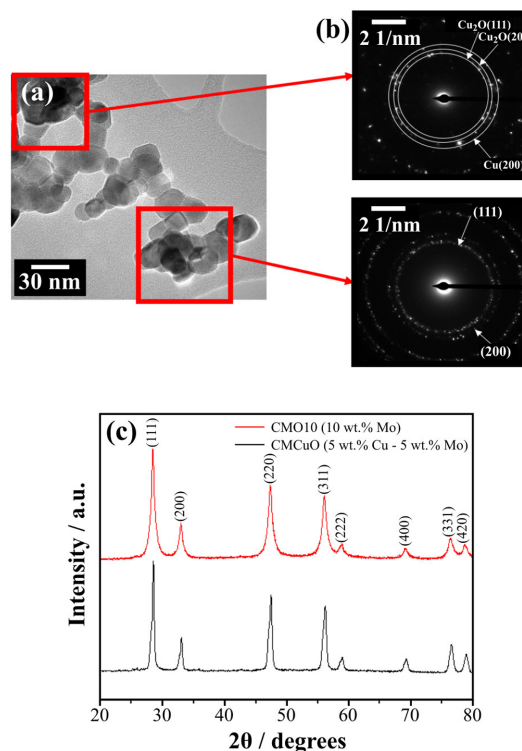 (a)
30 nm
(b)
2 1/nm
Cu₂O(111)
Cu₂O(20
Cu(200)
2 1/nm
(111)
(200)
(c)
CMO10 (10 wt.% Mo)
CMCuO (5 wt.% Cu - 5 wt.% Mo)
(111)
(200)
(220)
(311)
(222)
(400)
(331)
(420)
Intensity / a.u.
20 30 40 50 60 70 80
2θ / degrees